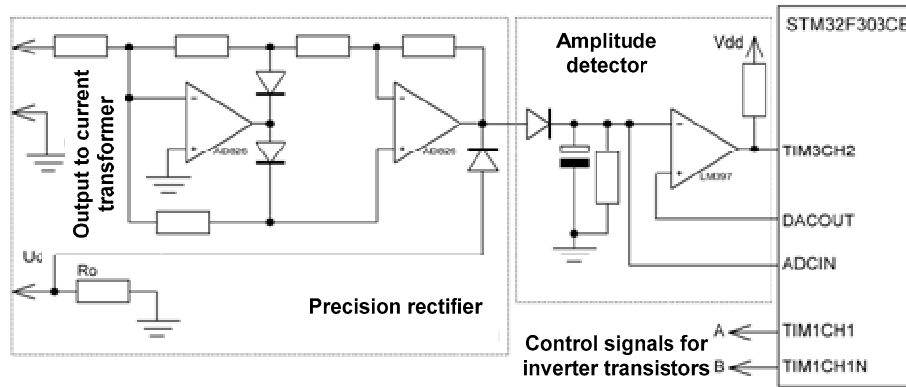 STM32F303CB
Amplitude
detector
Vdd
Output to current
transformer
AD826
AD826
LM397
TIM3CH2
DACOUT
ADCIN
Ro
Precision rectifier
Control signals for
inverter transistors
A
TIM1CH1
B
TIM1CH1N